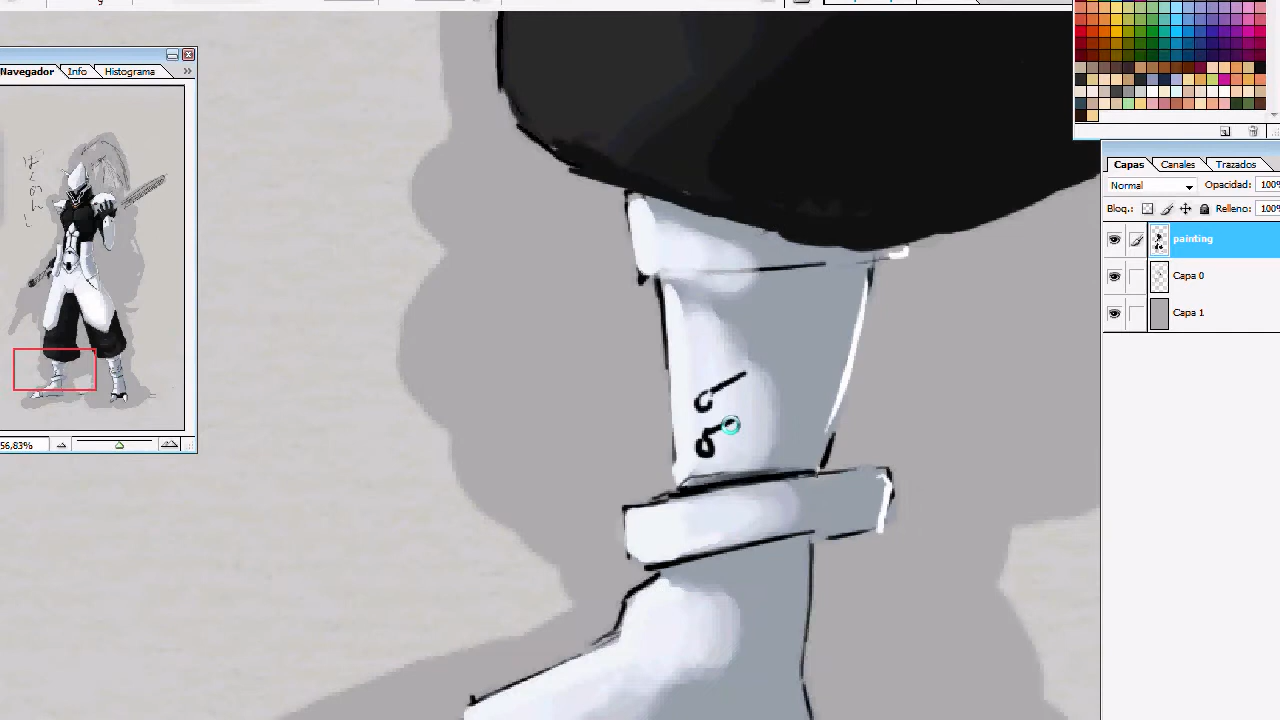 Navegador Info Histograma
56,83%
Capas Canales Trazados
Normal Opacidad: 100%
Bloq.: Relleno: 100%
painting
Capa 0
Capa 1